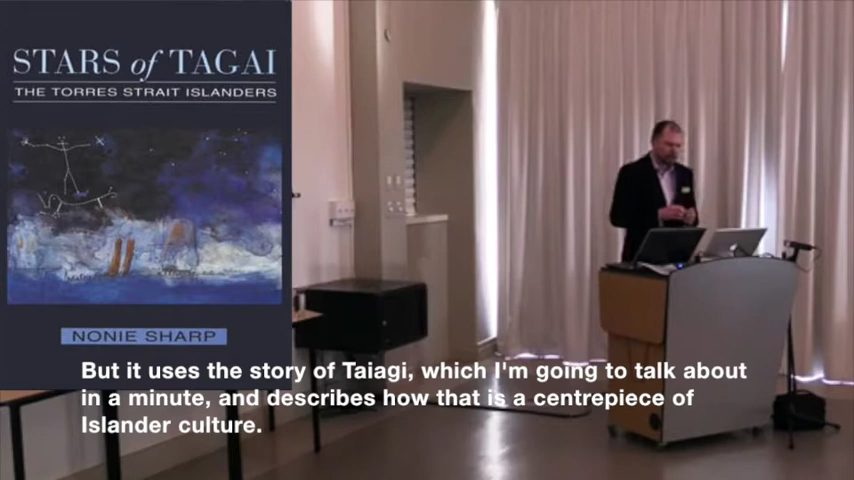 STARS of TAGAI
THE TORRES STRAIT ISLANDERS
NONIE SHARP
But it uses the story of Taiagi, which I'm going to talk about
in a minute, and describes how that is a centrepiece of
Islander culture.